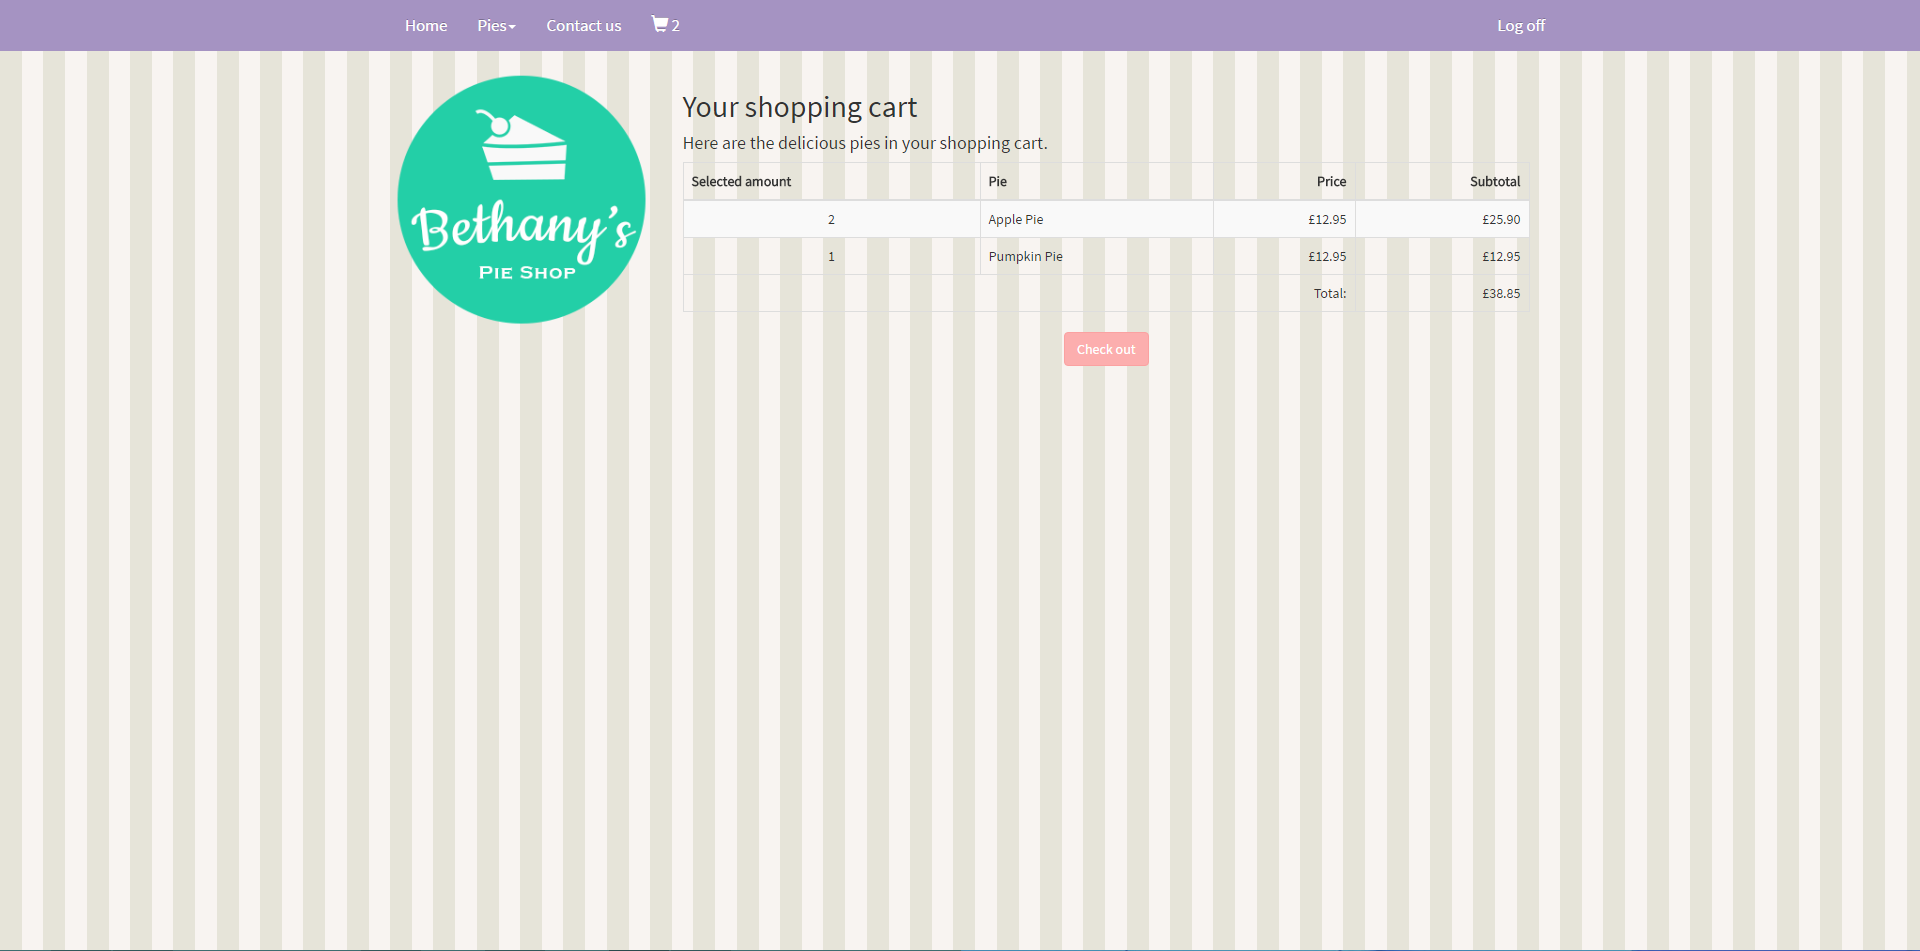 Home Pies Contact us 2 Log off
Bethany's
PIE SHOP
Your shopping cart
Here are the delicious pies in your shopping cart.
Selected amount Pie Price Subtotal
2 Apple Pie £12.95 £25.90
1 Pumpkin Pie £12.95 £12.95
Total: £38.85
Check out